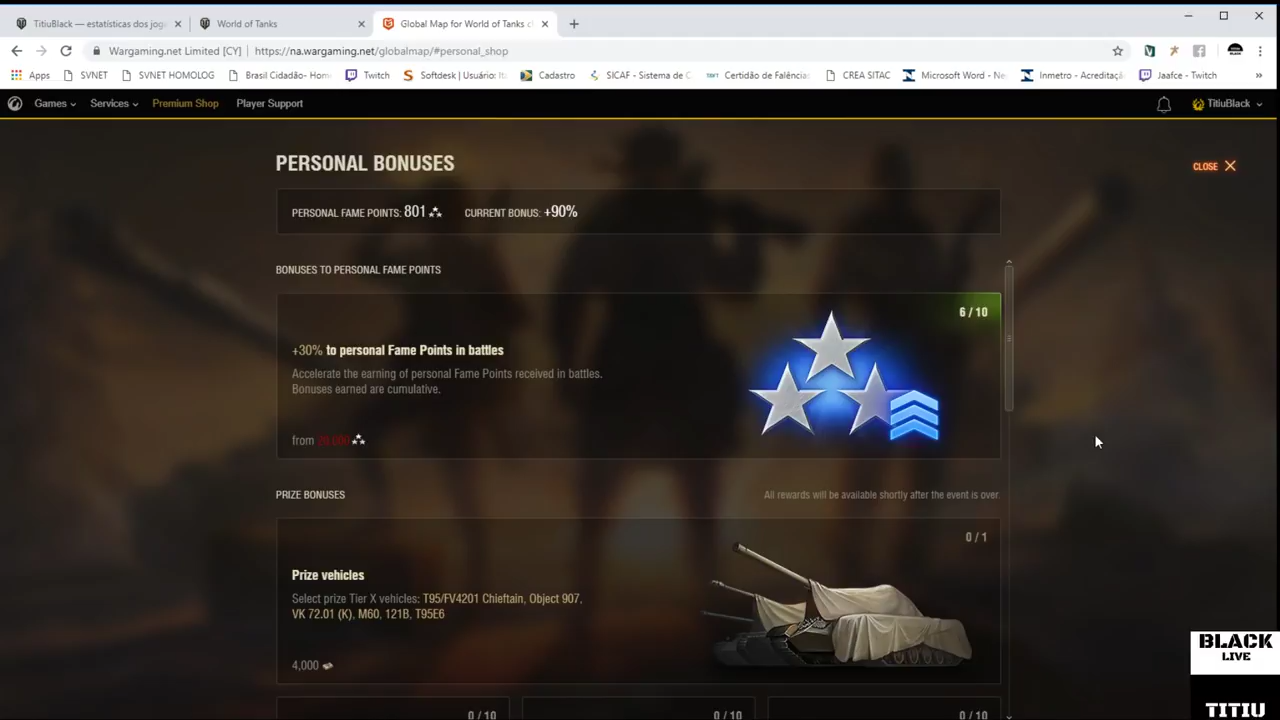 TitiuBlack — estatísticas dos jog
World of Tanks
Global Map for World of Tanks c
Wargaming.net Limited [CY]
https://na.wargaming.net/globalmap/#personal_shop
Apps
SVNET
SVNET HOMOLOG
Brasil Cidadão- Hom
Twitch
Softdesk | Usuário:
Cadastro
SICAF - Sistema de C
Certidão de Falência
CREA SITAC
Microsoft Word - Ne
Inmetro - Acreditaçã
Jaafce - Twitch
»
Games
Services
Premium Shop
Player Support
TitiuBlack
PERSONAL BONUSES
CLOSE
PERSONAL FAME POINTS: 801
CURRENT BONUS: +90%
BONUSES TO PERSONAL FAME POINTS
6 / 10
+30% to personal Fame Points in battles
Accelerate the earning of personal Fame Points received in battles.
Bonuses earned are cumulative.
from
PRIZE BONUSES
All rewards will be available shortly after the event is over.
0 / 1
Prize vehicles
Select prize Tier X vehicles: T95/FV4201 Chieftain, Object 907,
VK 72.01 (K), M60, 121B, T95E6
4,000
0 / 10
0 / 10
0 / 10
BLACK
LIVE
TITIU